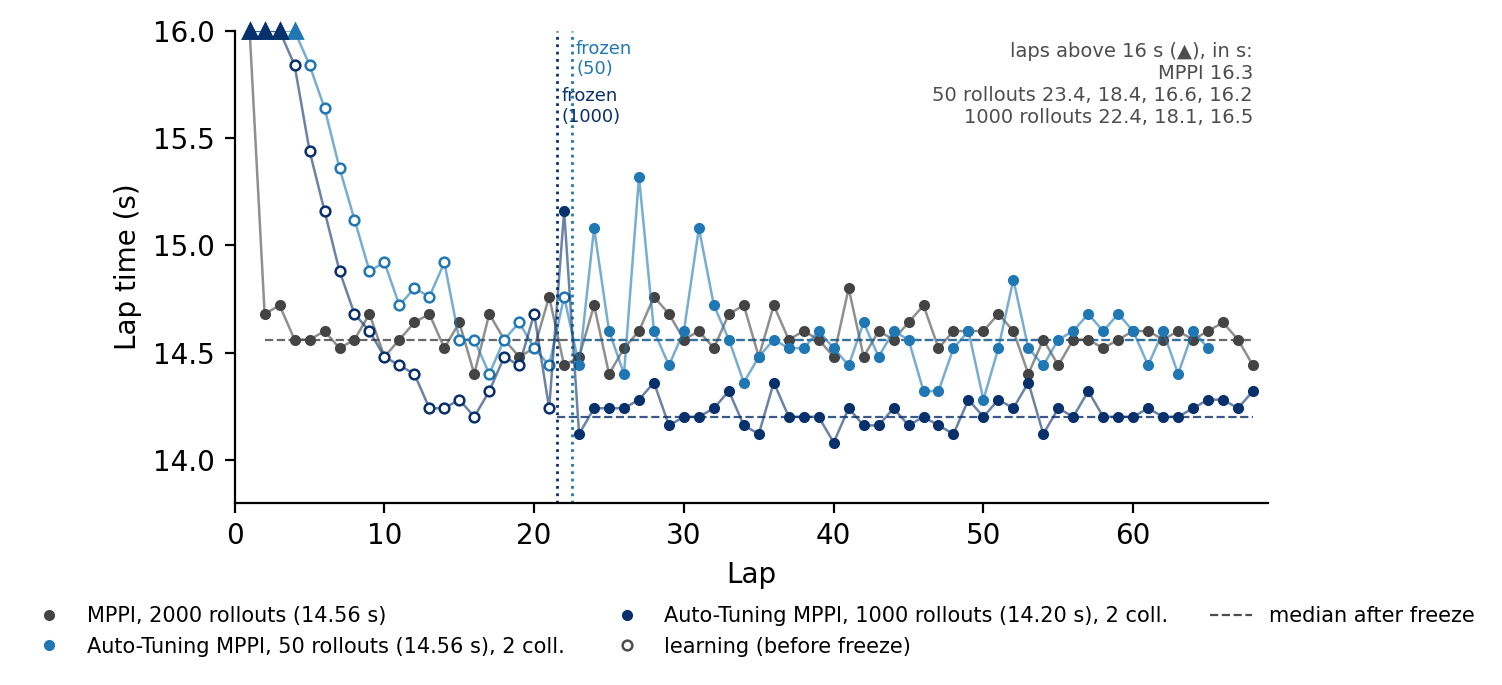 16.0
15.5
15.0
14.5
14.0
Lap time (s)
frozen
(50)
frozen
(1000)
laps above 16 s (▲), in s:
MPPI 16.3
50 rollouts 23.4, 18.4, 16.6, 16.2
1000 rollouts 22.4, 18.1, 16.5
0 10 20 30 40 50 60
Lap
MPPI, 2000 rollouts (14.56 s)
Auto-Tuning MPPI, 50 rollouts (14.56 s), 2 coll.
Auto-Tuning MPPI, 1000 rollouts (14.20 s), 2 coll.
learning (before freeze)
median after freeze